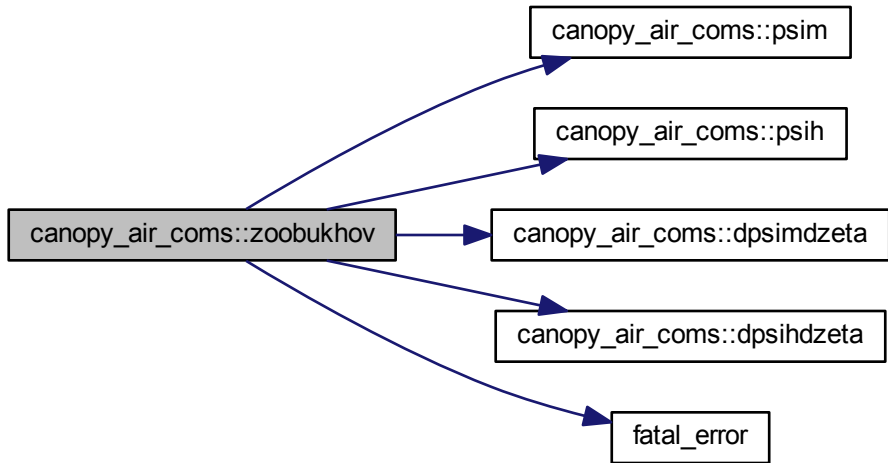 canopy_air_coms::psim
canopy_air_coms::psih
canopy_air_coms::zoobukhov
canopy_air_coms::dpsimdzeta
canopy_air_coms::dpsihdzeta
fatal_error